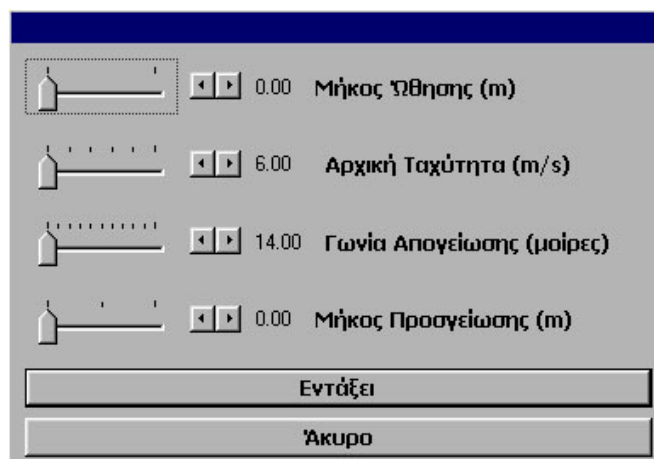 0.00 Μήκος Ώθησης (m)
6.00 Αρχική Ταχύτητα (m/s)
14.00 Γωνία Απογείωσης (μοίρες)
0.00 Μήκος Προσγείωσης (m)
Εντάξει
Άκυρο